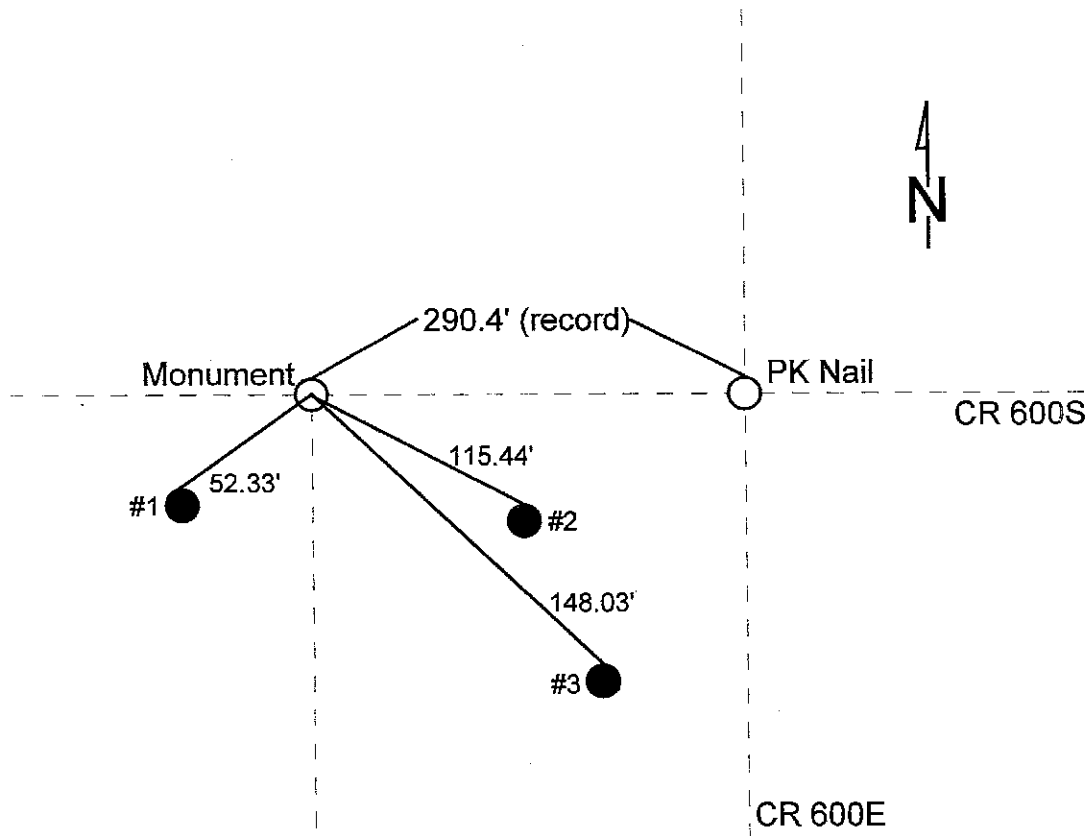 N
290.4' (record)
Monument
PK Nail
CR 600S
115.44'
52.33'
#1
#2
148.03'
#3
CR 600E